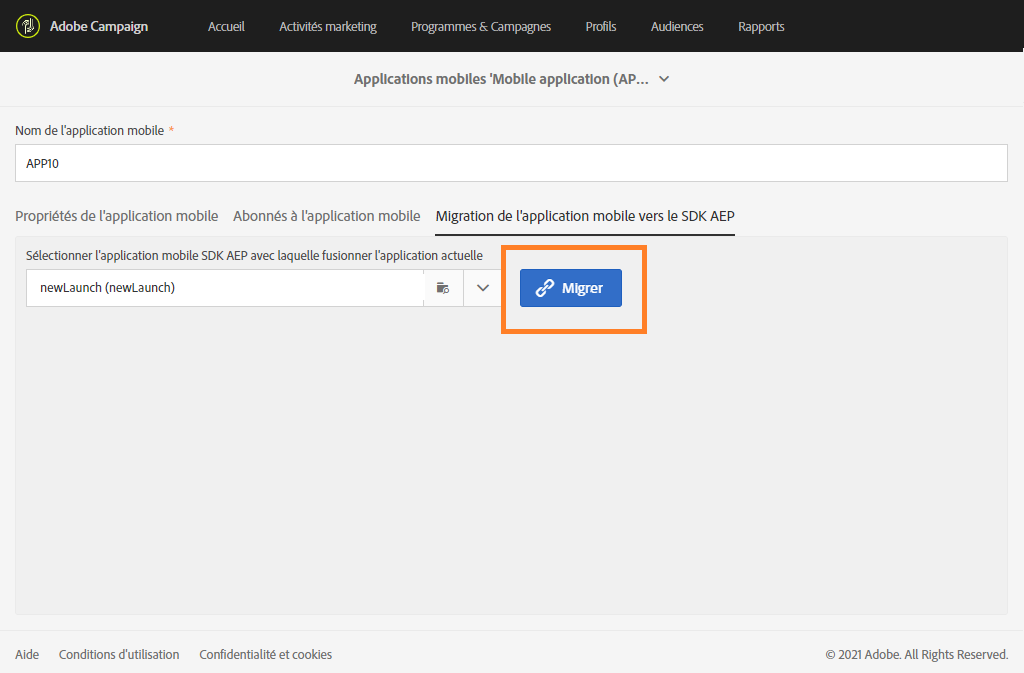 Adobe Campaign Accueil Activités marketing Programmes & Campagnes Profils Audiences Rapports
Applications mobiles 'Mobile application (AP...
Nom de l'application mobile *
APP10
Propriétés de l'application mobile Abonnés à l'application mobile Migration de l'application mobile vers le SDK AEP
Sélectionner l'application mobile SDK AEP avec laquelle fusionner l'application actuelle
newLaunch (newLaunch) Migrer
Aide Conditions d'utilisation Confidentialité et cookies © 2021 Adobe. All Rights Reserved.